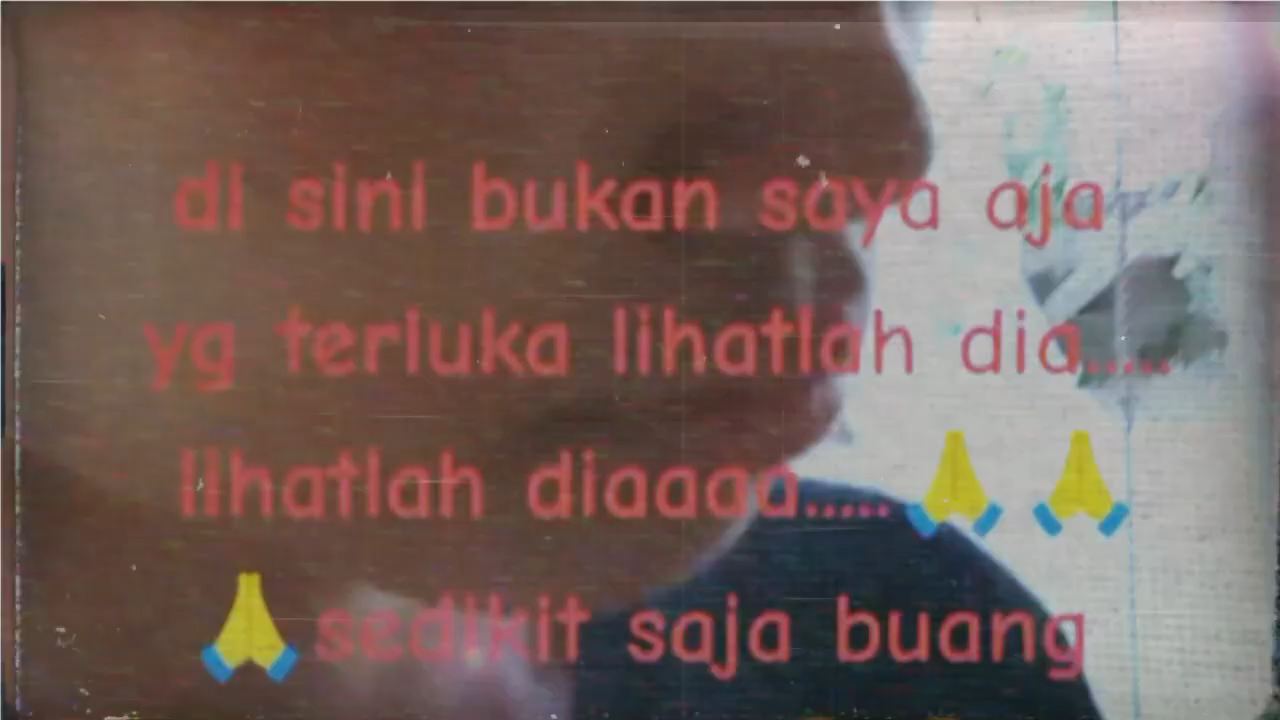 di sini bukan saya aja
yg terluka lihatlah dia.....
lihatlah diaaaa.....🙏 🙏
🙏sedikit saja buang